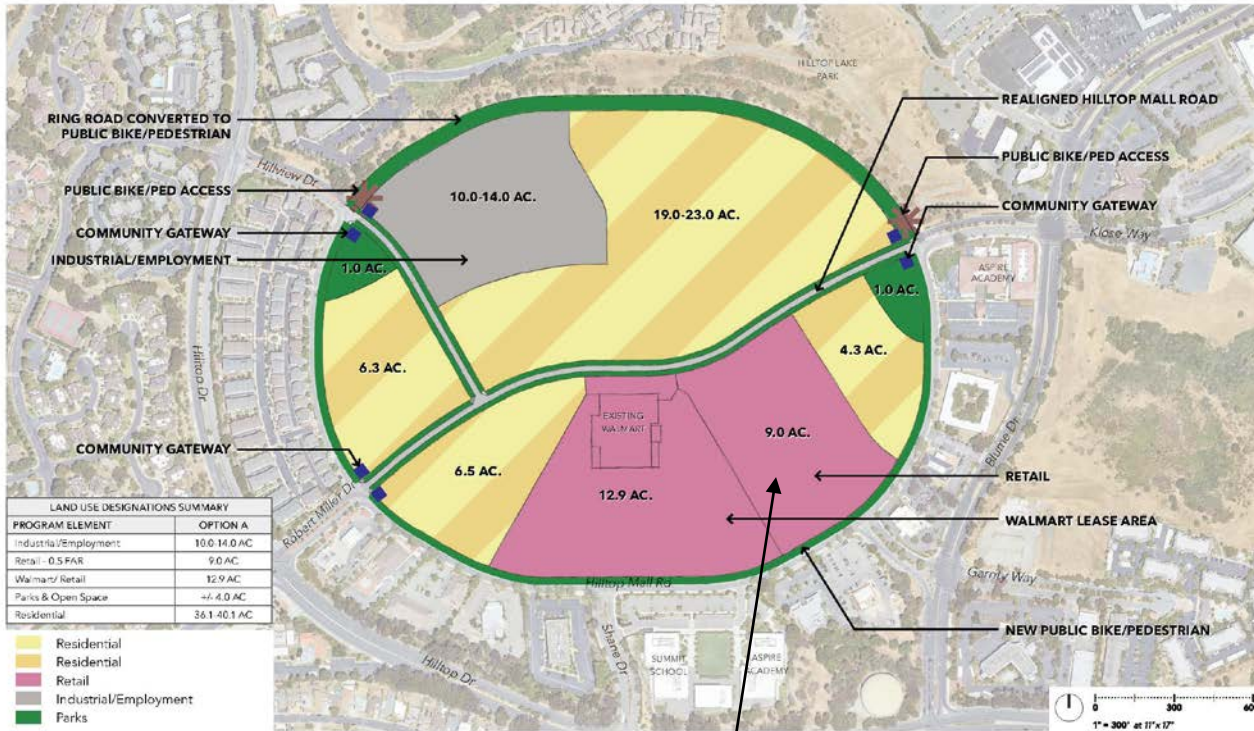 HILLTOP LAKE
PARK
RING ROAD CONVERTED TO
PUBLIC BIKE/PEDESTRIAN
REALIGNED HILLTOP MALL ROAD
Hillview Dr
PUBLIC BIKE/PED ACCESS
PUBLIC BIKE/PED ACCESS
10.0-14.0 AC.
19.0-23.0 AC.
COMMUNITY GATEWAY
COMMUNITY GATEWAY
Klose Way
INDUSTRIAL/EMPLOYMENT
1.0 AC.
1.0 AC.
ASPIRE
ACADEMY
Hilltop Dr
6.3 AC.
4.3 AC.
EXISTING
WALMART
9.0 AC.
Blume Dr
COMMUNITY GATEWAY
6.5 AC.
12.9 AC.
RETAIL
Robert Miller Dr
WALMART LEASE AREA
LAND USE DESIGNATIONS SUMMARY
PROGRAM ELEMENT OPTION A
Industrial/Employment 10.0-14.0 AC
Retail - 0.5 FAR 9.0 AC
Walmart/ Retail 12.9 AC
Parks & Open Space +/- 4.0 AC
Residential 36.1-40.1 AC
Hilltop Mall Rd
Garrity Way
NEW PUBLIC BIKE/PEDESTRIAN
Residential
Residential
Retail
Industrial/Employment
Parks
Hilltop Dr
Shane Dr
SUMMIT
SCHOOL
ASPIRE
ACADEMY
0 300 60
1" = 300' at 11"x 17"